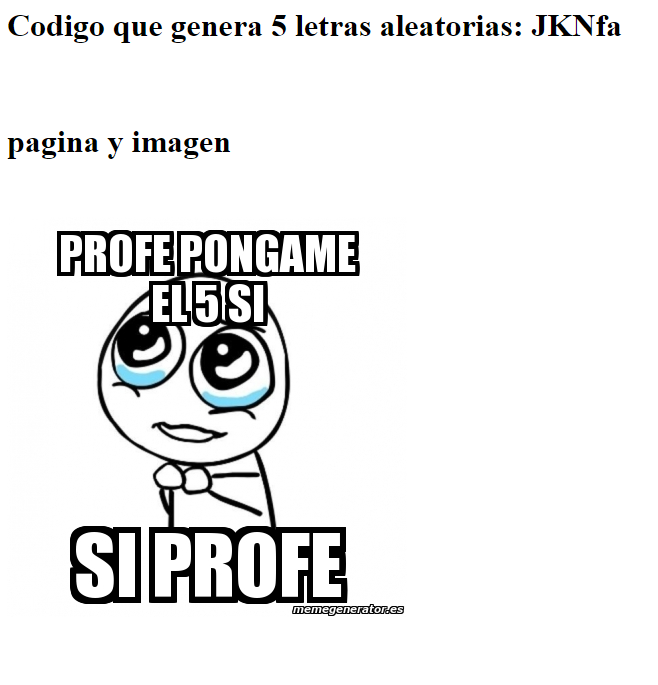 Codigo que genera 5 letras aleatorias: JKNfa
pagina y imagen
PROFE PONGAME
EL 5 SI
SI PROFE
memegenerator.es